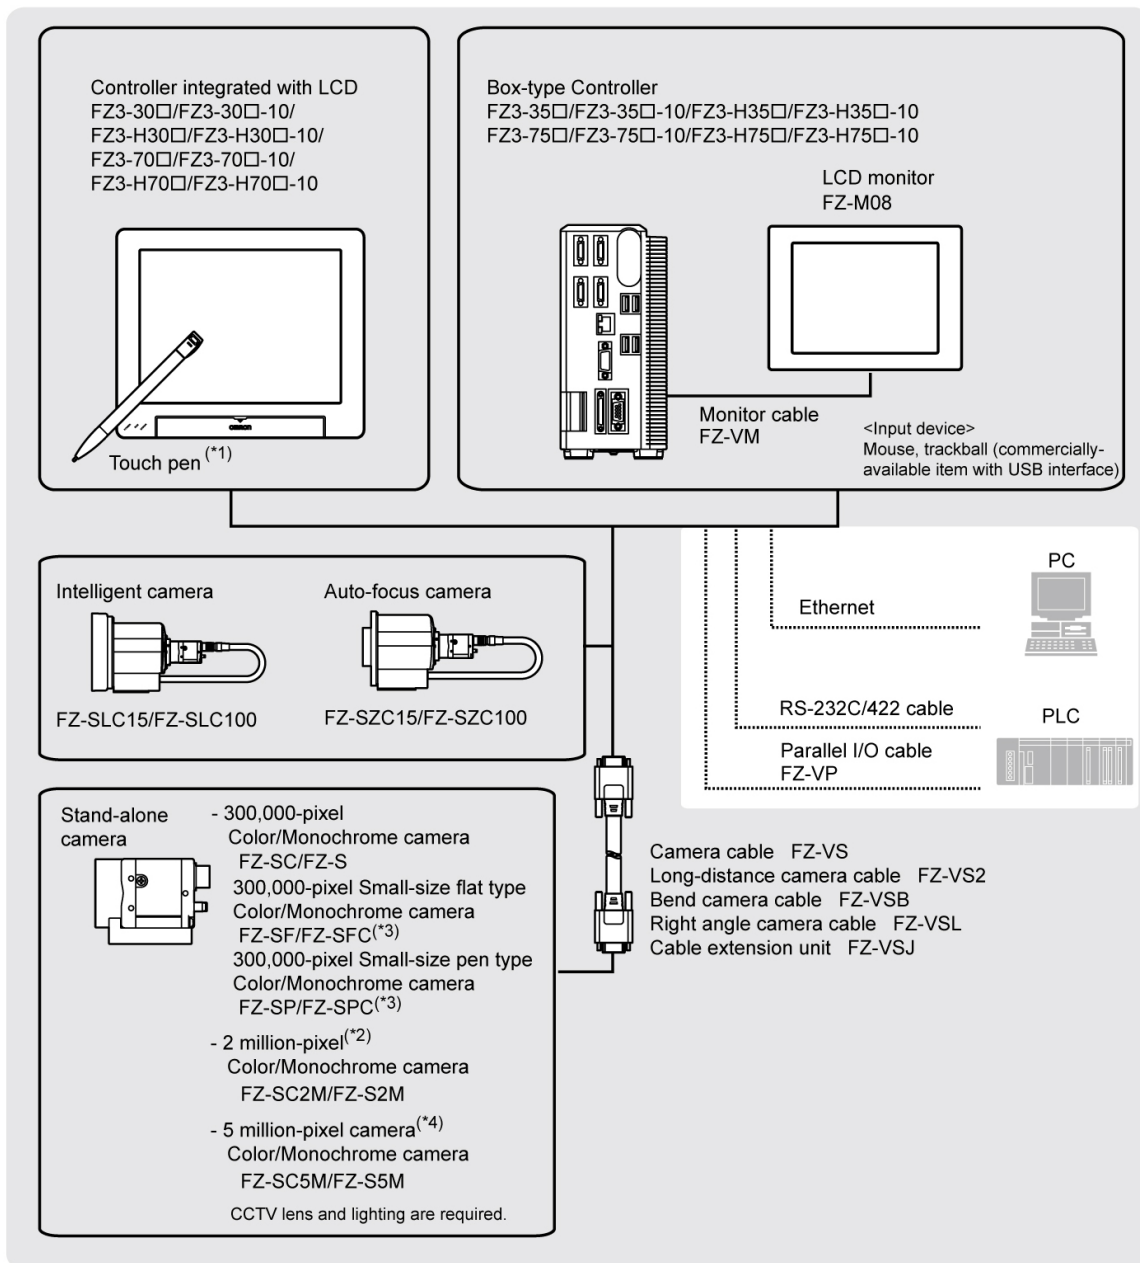 Controller integrated with LCD
FZ3-30□/FZ3-30□-10/
FZ3-H30□/FZ3-H30□-10/
FZ3-70□/FZ3-70□-10/
FZ3-H70□/FZ3-H70□-10
OMRON
Touch pen (*1)
Box-type Controller
FZ3-35□/FZ3-35□-10/FZ3-H35□/FZ3-H35□-10
FZ3-75□/FZ3-75□-10/FZ3-H75□/FZ3-H75□-10
LCD monitor
FZ-M08
Monitor cable
FZ-VM
<Input device>
Mouse, trackball (commercially-
available item with USB interface)
Intelligent camera
FZ-SLC15/FZ-SLC100
Auto-focus camera
FZ-SZC15/FZ-SZC100
PC
Ethernet
RS-232C/422 cable
PLC
Parallel I/O cable
FZ-VP
Stand-alone
camera
- 300,000-pixel
Color/Monochrome camera
FZ-SC/FZ-S
300,000-pixel Small-size flat type
Color/Monochrome camera
FZ-SF/FZ-SFC(*3)
300,000-pixel Small-size pen type
Color/Monochrome camera
FZ-SP/FZ-SPC(*3)
- 2 million-pixel(*2)
Color/Monochrome camera
FZ-SC2M/FZ-S2M
- 5 million-pixel camera(*4)
Color/Monochrome camera
FZ-SC5M/FZ-S5M
CCTV lens and lighting are required.
Camera cable FZ-VS
Long-distance camera cable FZ-VS2
Bend camera cable FZ-VSB
Right angle camera cable FZ-VSL
Cable extension unit FZ-VSJ